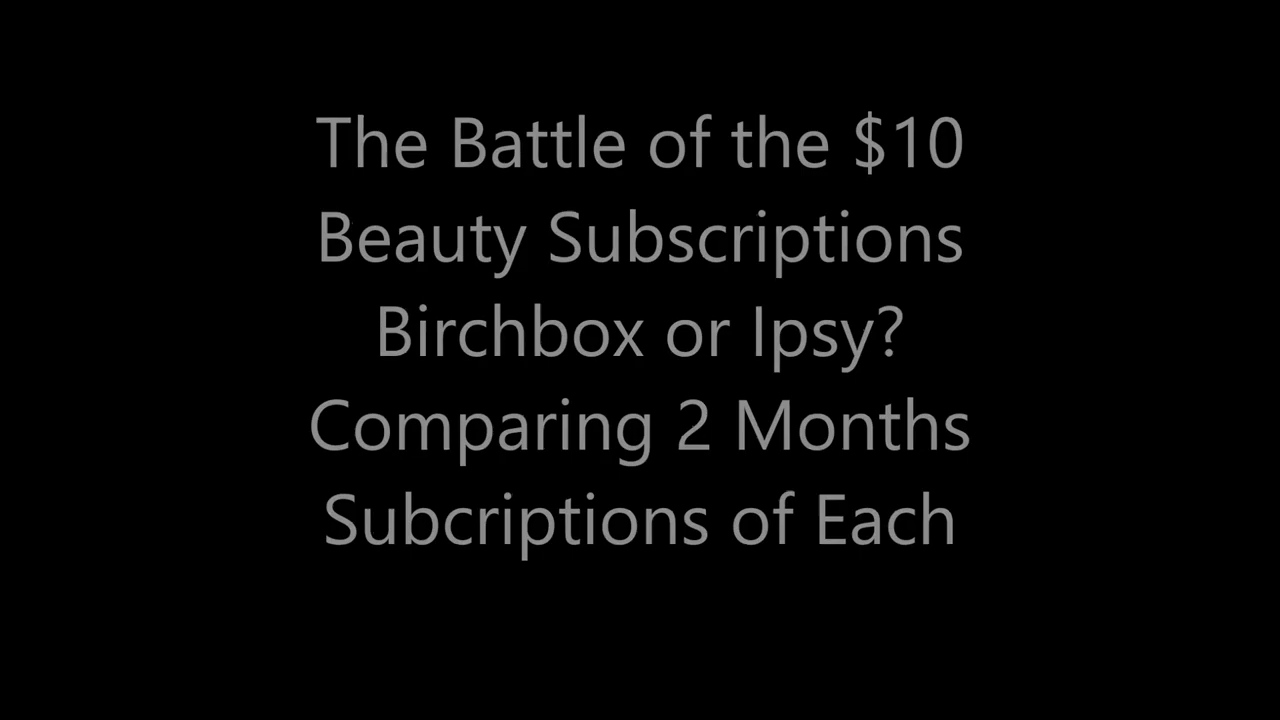 The Battle of the $10
Beauty Subscriptions
Birchbox or Ipsy?
Comparing 2 Months
Subcriptions of Each